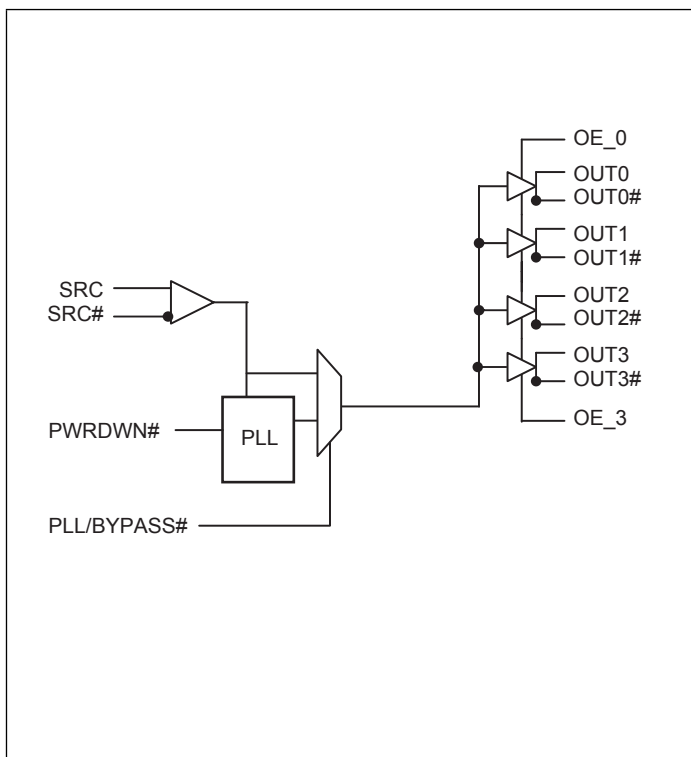 OE_0
OUT0
OUT0#
OUT1
OUT1#
SRC
SRC#
OUT2
OUT2#
OUT3
OUT3#
OE_3
PWRDWN#
PLL
PLL/BYPASS#